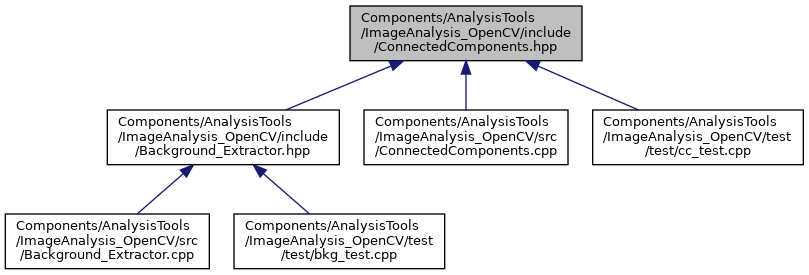 Components/AnalysisTools
/ImageAnalysis_OpenCV/include
/ConnectedComponents.hpp
Components/AnalysisTools
/ImageAnalysis_OpenCV/include
/Background_Extractor.hpp
Components/AnalysisTools
/ImageAnalysis_OpenCV/src
/ConnectedComponents.cpp
Components/AnalysisTools
/ImageAnalysis_OpenCV/test
/test/cc_test.cpp
Components/AnalysisTools
/ImageAnalysis_OpenCV/src
/Background_Extractor.cpp
Components/AnalysisTools
/ImageAnalysis_OpenCV/test
/test/bkg_test.cpp